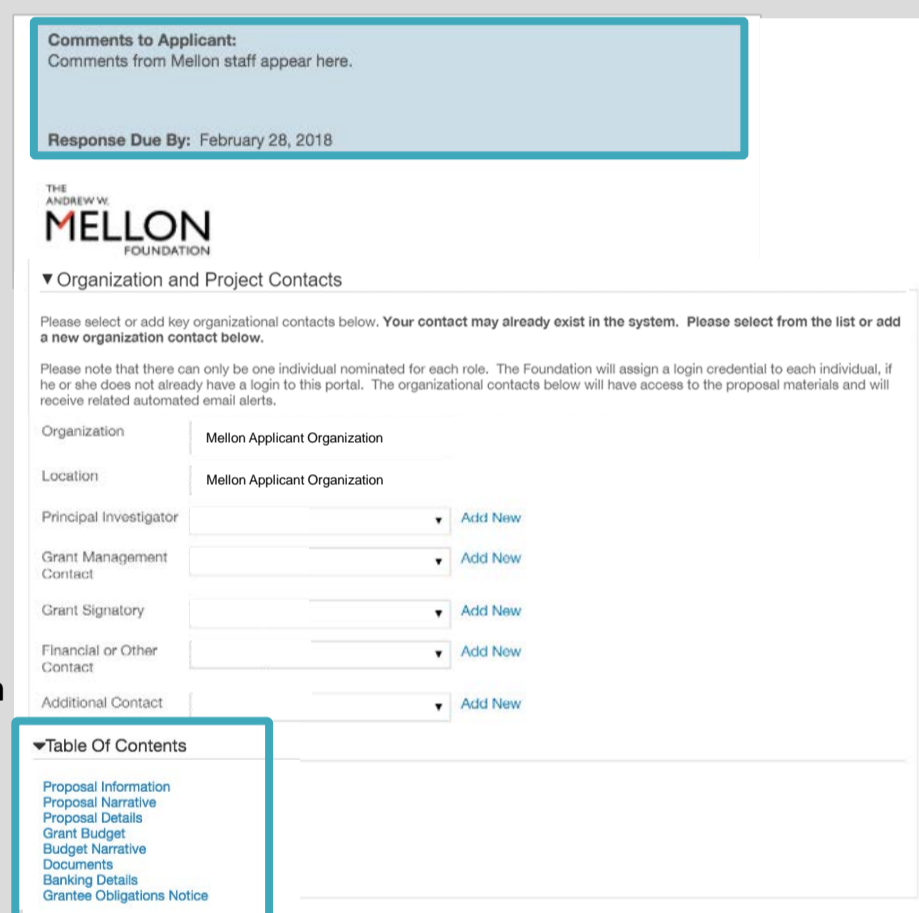 Comments to Applicant:
Comments from Mellon staff appear here.
Response Due By: February 28, 2018
THE
ANDREW W.
MELLON
FOUNDATION
▼Organization and Project Contacts
Please select or add key organizational contacts below. Your contact may already exist in the system. Please select from the list or add
a new organization contact below.
Please note that there can only be one individual nominated for each role. The Foundation will assign a login credential to each individual, if
he or she does not already have a login to this portal. The organizational contacts below will have access to the proposal materials and will
receive related automated email alerts.
Organization Mellon Applicant Organization
Location Mellon Applicant Organization
Principal Investigator ▼ Add New
Grant Management
Contact ▼ Add New
Grant Signatory ▼ Add New
Financial or Other
Contact ▼ Add New
Additional Contact ▼ Add New
▼Table Of Contents
Proposal Information
Proposal Narrative
Proposal Details
Grant Budget
Budget Narrative
Documents
Banking Details
Grantee Obligations Notice